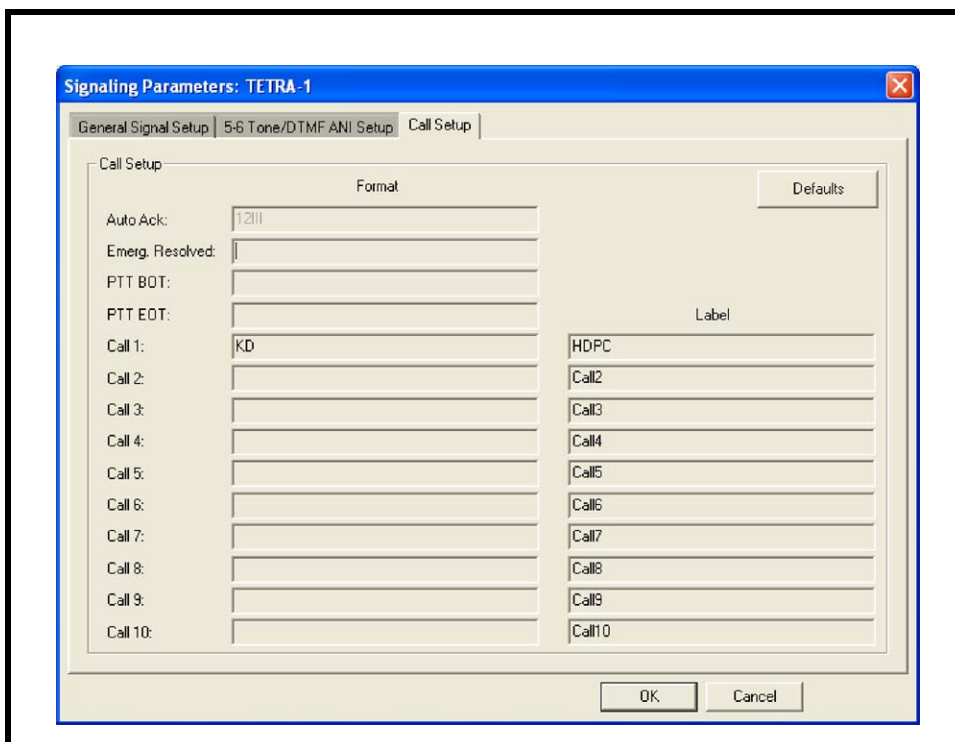 Signaling Parameters: TETRA-1
General Signal Setup 5-6 Tone/DTMF ANI Setup Call Setup
Call Setup
Format
Defaults
Auto Ack: 12III
Emerg. Resolved:
PTT BOT:
PTT EOT:
Label
Call 1: KD HDPC
Call 2: Call2
Call 3: Call3
Call 4: Call4
Call 5: Call5
Call 6: Call6
Call 7: Call7
Call 8: Call8
Call 9: Call9
Call 10: Call10
OK Cancel